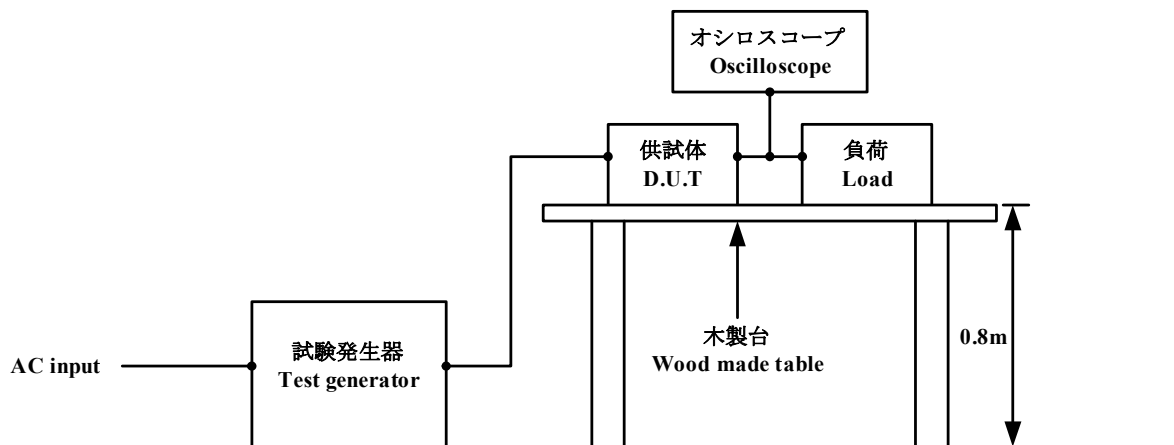 オシロスコープ
Oscilloscope
供試体
D.U.T
負荷
Load
木製台
Wood made table
0.8m
試験発生器
Test generator
AC input